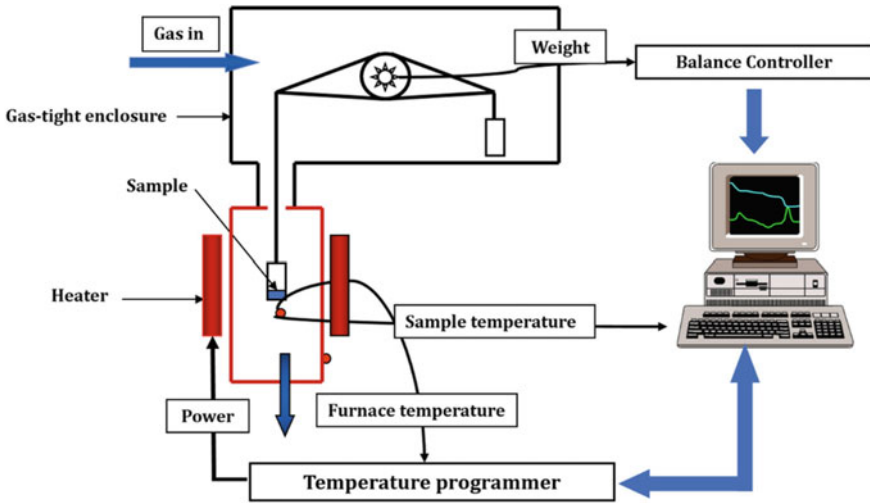 Gas in
Weight
Balance Controller
Gas-tight enclosure
Sample
Heater
Sample temperature
Power
Furnace temperature
Temperature programmer